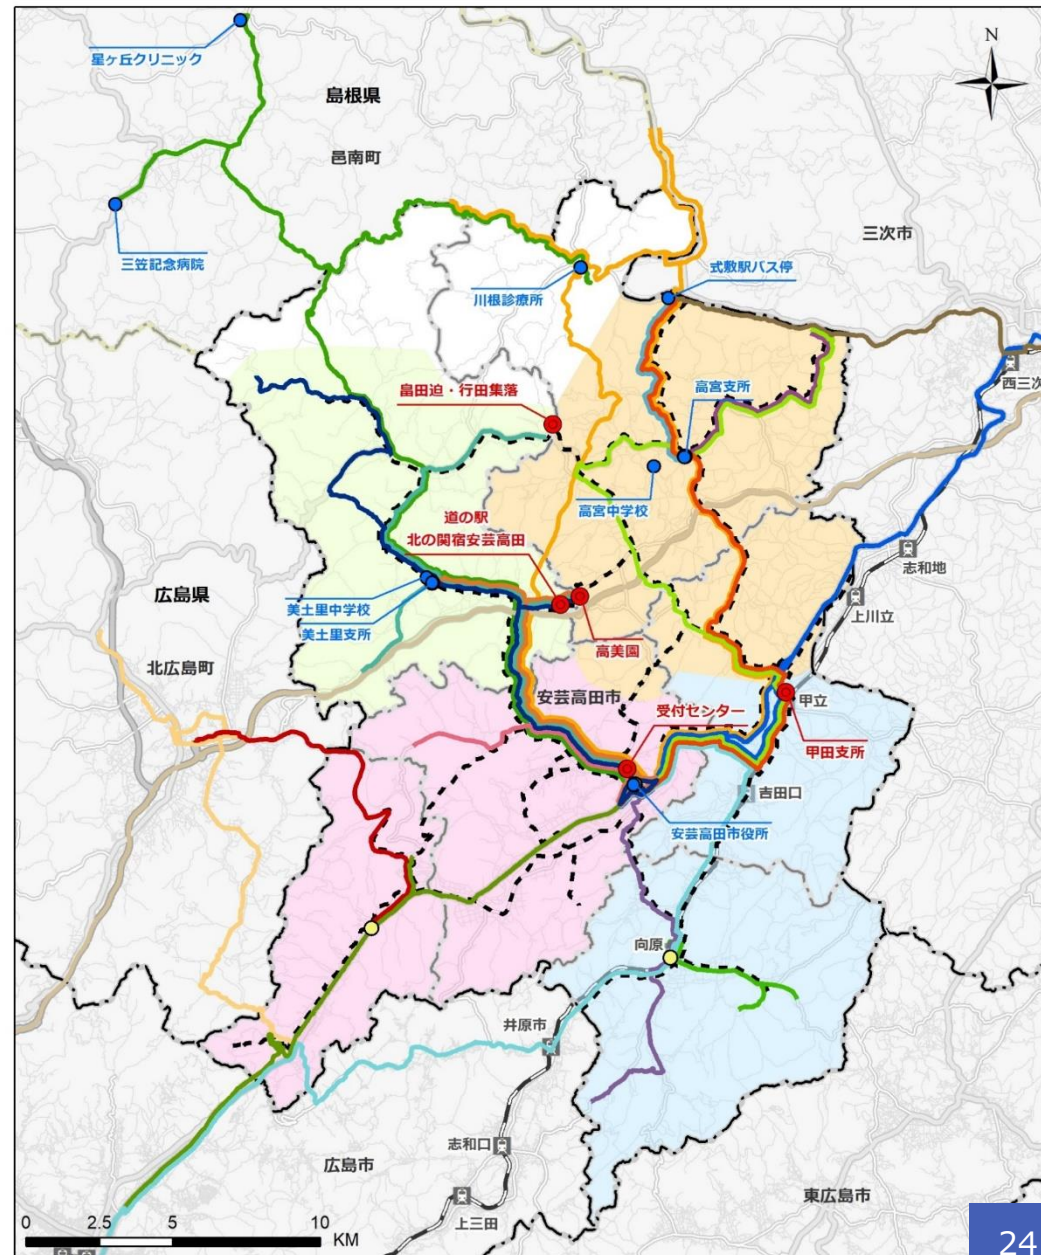 星ヶ丘クリニック
N
島根県
邑南町
三次市
三笠記念病院
川根診療所
式敷駅バス停
西三次
畠田迫・行田集落
高宮支所
高宮中学校
道の駅
北の関宿安芸高田
志和地
美土里中学校
美土里支所
広島県
上川立
高美園
北広島町
安芸高田市
受付センター
甲立
甲田支所
吉田口
安芸高田市役所
向原
井原市
志和口
広島市
東広島市
上三田
0 2.5 5 10
KM
24